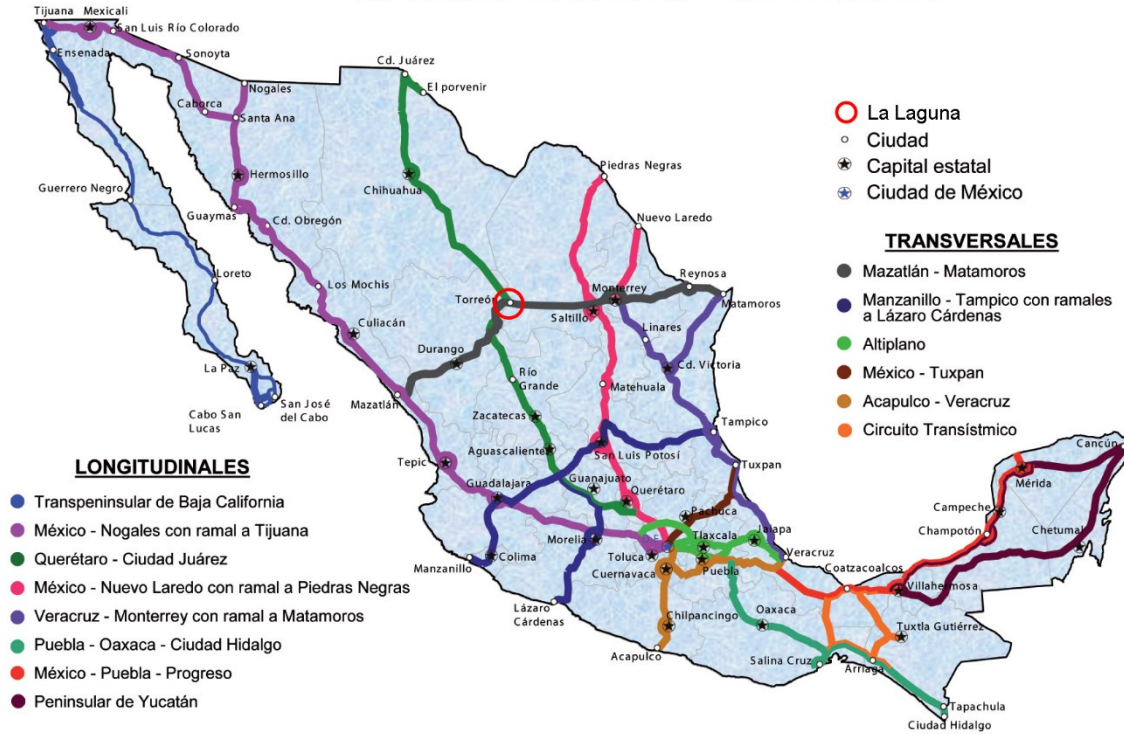 Tijuana
Mexicali
San Luis Río Colorado
Ensenada
Sonoyta
Nogales
Caborca
Santa Ana
Cd. Juárez
El porvenir
Hermosillo
Chihuahua
Piedras Negras
Guerrero Negro
Guaymas
Cd. Obregón
Nuevo Laredo
Loreto
Los Mochis
Reynosa
Torreón
Monterrey
Matamoros
Saltillo
Culiacán
Linares
Durango
La Paz
Río
Grande
Cd. Victoria
Matehuala
San José
del Cabo
Cabo San
Lucas
Mazatlán
Zacatecas
Tampico
Aguascalientes
San Luis Potosí
Tepic
Guanajuato
Tuxpan
Guadalajara
Querétaro
Pachuca
Cancún
Mérida
Campeche
Champotón
Chetumal
Morelia
Tlaxcala
Jalapa
Toluca
Veracruz
Manzanillo
Colima
Cuernavaca
Puebla
Coatzacoalcos
Villahermosa
Lázaro
Cárdenas
Chilpancingo
Oaxaca
Tuxtla Gutiérrez
Acapulco
Salina Cruz
Arriaga
Tapachula
Ciudad Hidalgo
La Laguna
Ciudad
Capital estatal
Ciudad de México
TRANSVERSALES
Mazatlán - Matamoros
Manzanillo - Tampico con ramales
a Lázaro Cárdenas
Altiplano
México - Tuxpan
Acapulco - Veracruz
Circuito Transístmico
LONGITUDINALES
Transpeninsular de Baja California
México - Nogales con ramal a Tijuana
Querétaro - Ciudad Juárez
México - Nuevo Laredo con ramal a Piedras Negras
Veracruz - Monterrey con ramal a Matamoros
Puebla - Oaxaca - Ciudad Hidalgo
México - Puebla - Progreso
Peninsular de Yucatán